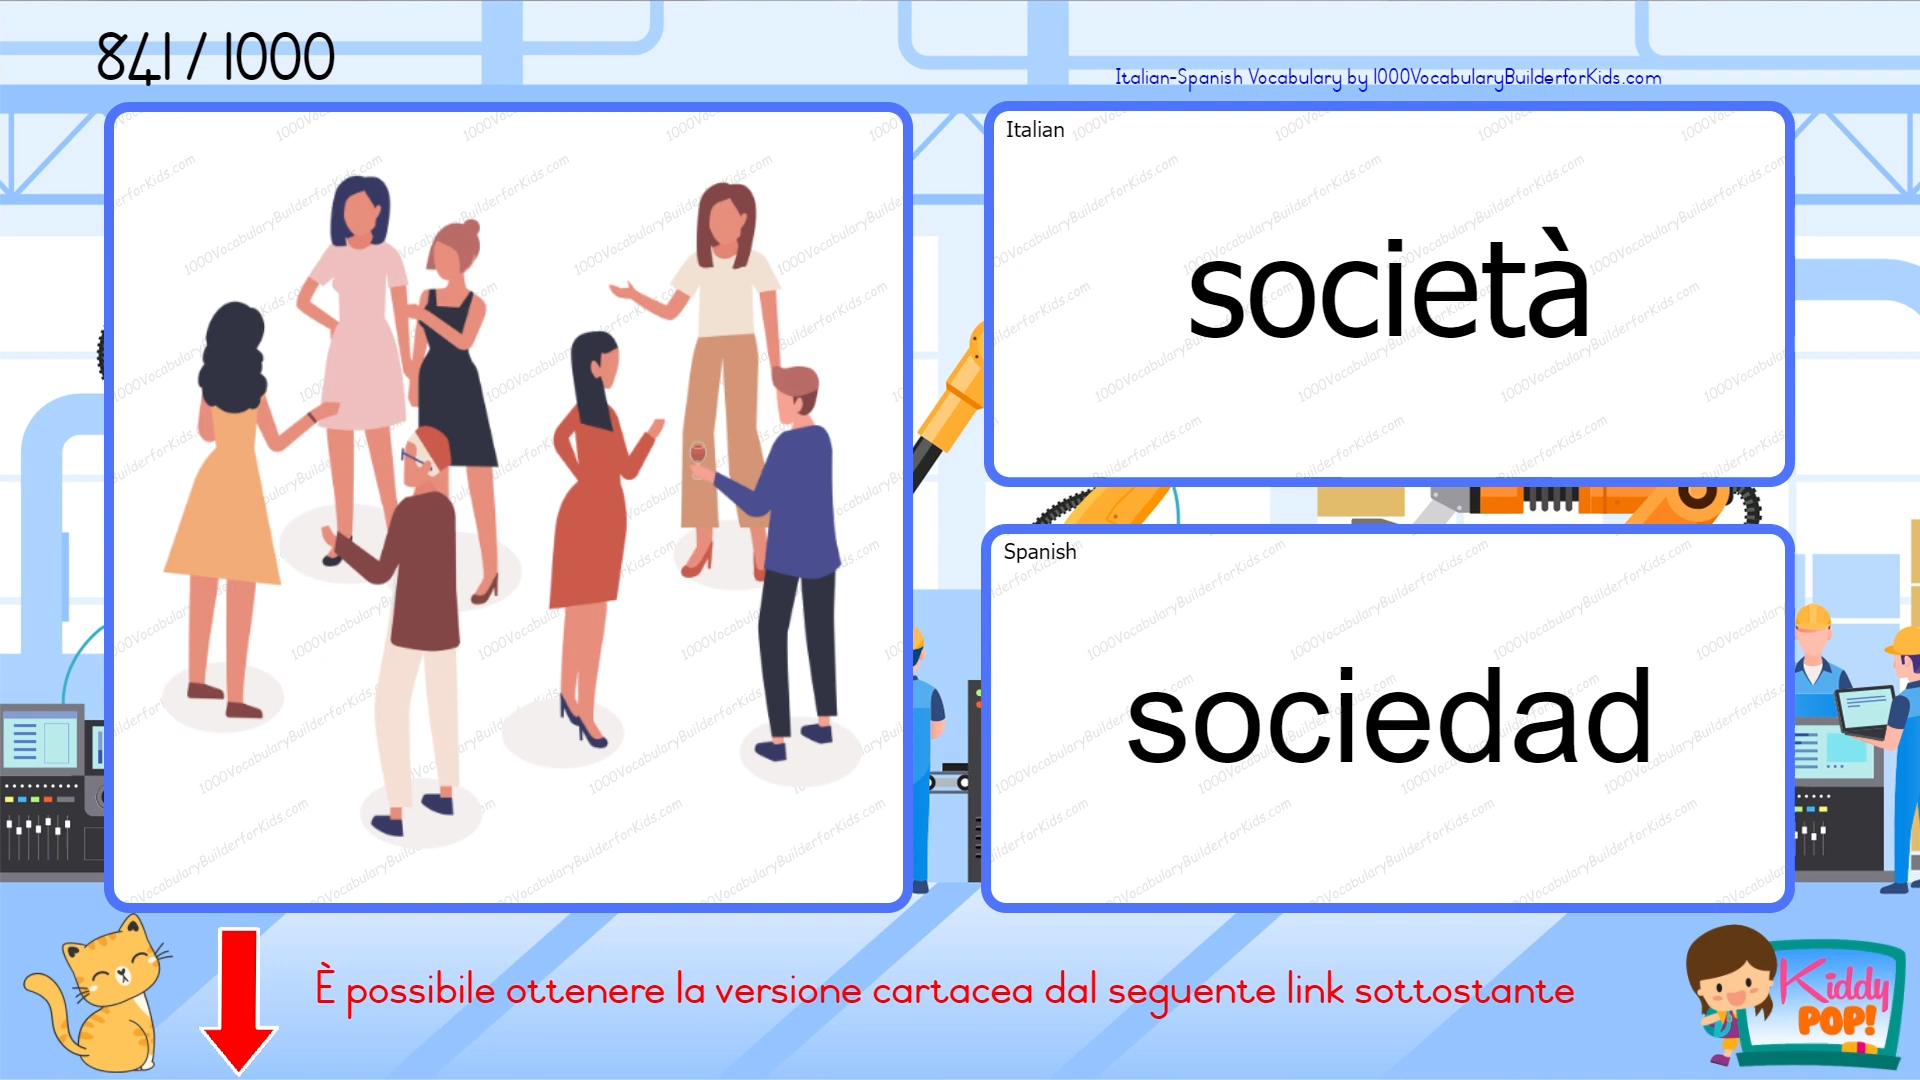 841 / 1000
Italian-Spanish Vocabulary by 1000VocabularyBuilderforKids.com
Italian
società
Spanish
sociedad
È possibile ottenere la versione cartacea dal seguente link sottostante
Kiddy
POP!